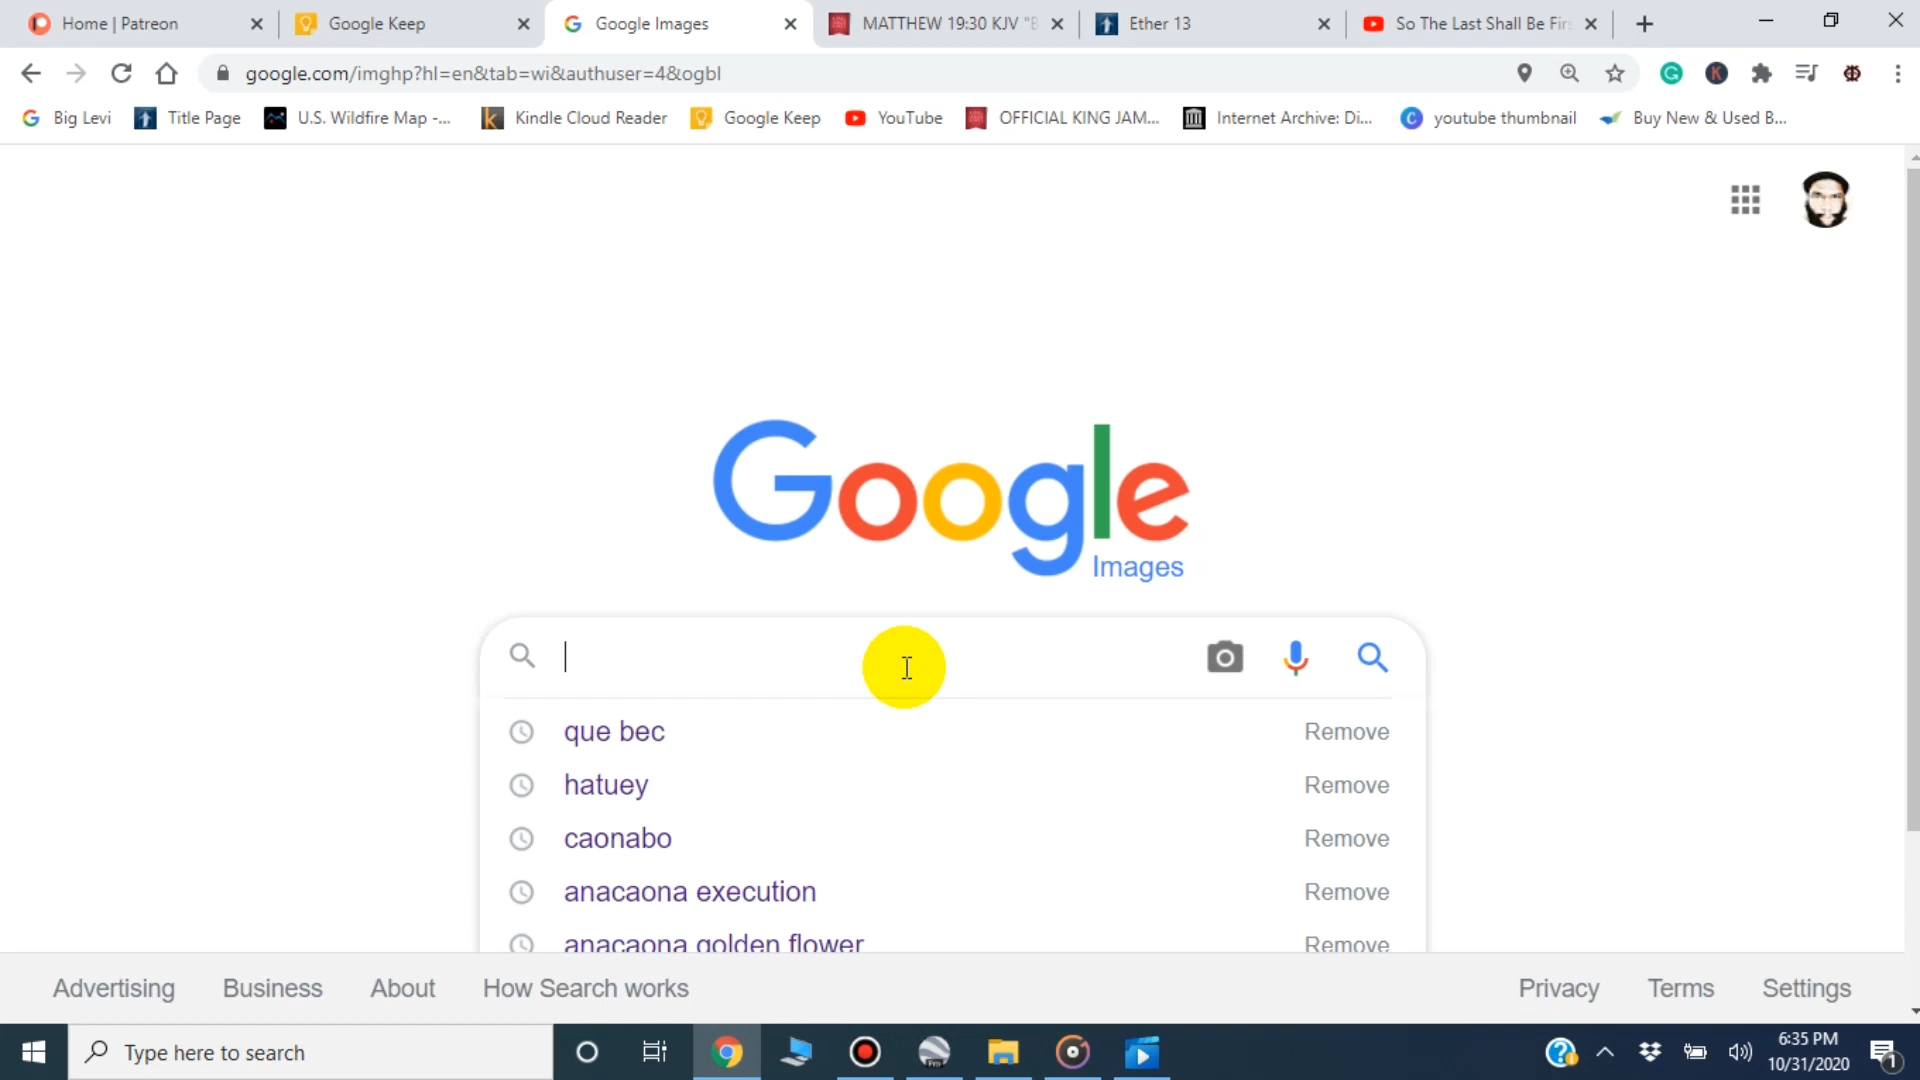 Home | Patreon
Google Keep
Google Images
MATTHEW 19:30 KJV "B
Ether 13
So The Last Shall Be Firs
google.com/imghp?hl=en&tab=wi&authuser=4&ogbl
K
Big Levi
Title Page
U.S. Wildfire Map -...
Kindle Cloud Reader
Google Keep
YouTube
OFFICIAL KING JAM...
Internet Archive: Di...
youtube thumbnail
Buy New & Used B...
Google
Images
que bec Remove
hatuey Remove
caonabo Remove
anacaona execution Remove
anacaona golden flower Remove
Advertising Business About How Search works Privacy Terms Settings
Type here to search
6:35 PM
10/31/2020
1